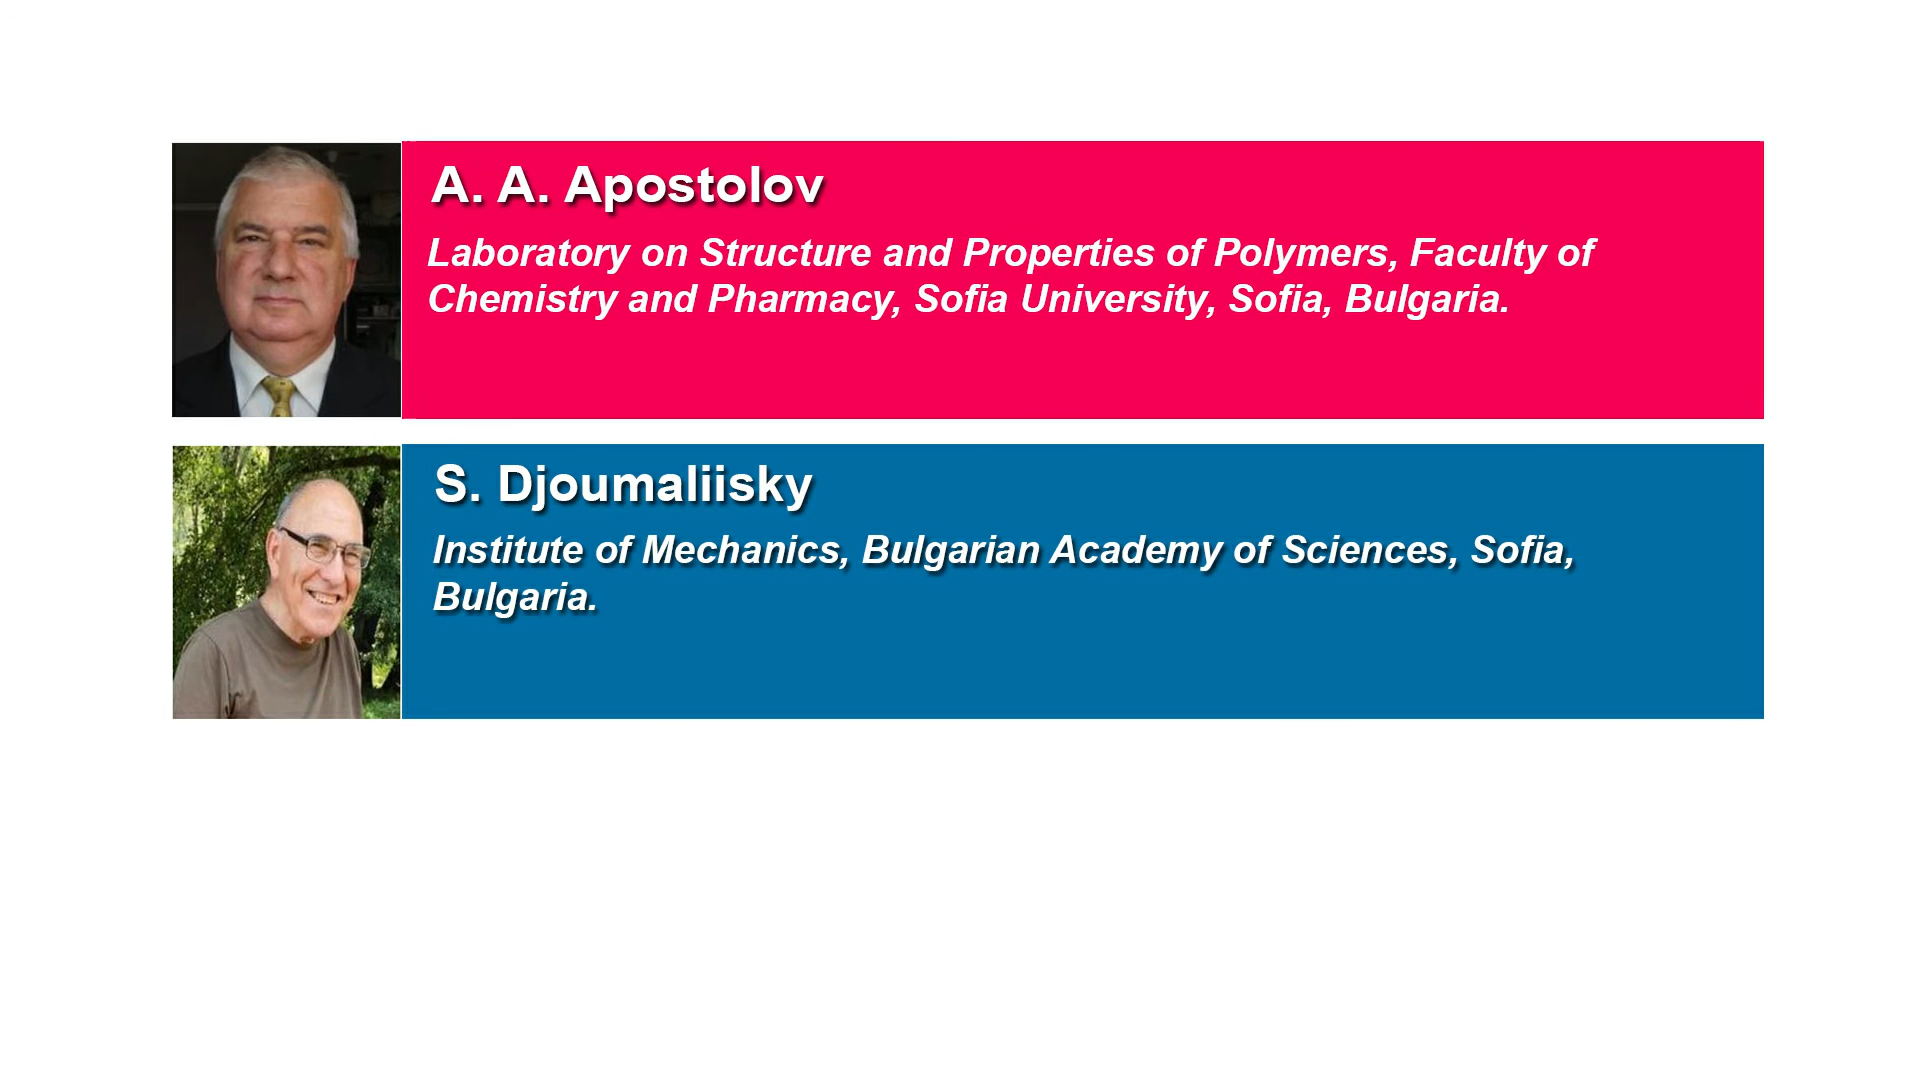 A. A. Apostolov
Laboratory on Structure and Properties of Polymers, Faculty of
Chemistry and Pharmacy, Sofia University, Sofia, Bulgaria.
S. Djoumaliisky
Institute of Mechanics, Bulgarian Academy of Sciences, Sofia,
Bulgaria.